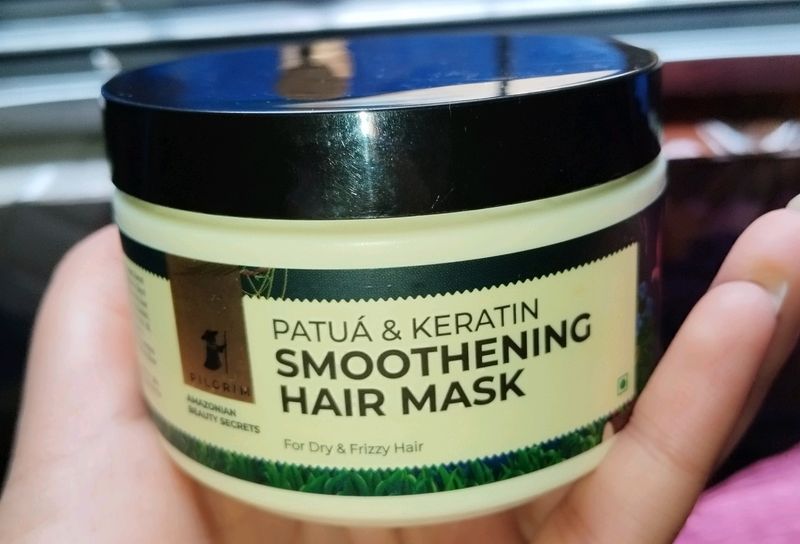 PILGRIM
AMAZONIAN
BEAUTY SECRETS
PATUÁ & KERATIN
SMOOTHENING
HAIR MASK
For Dry & Frizzy Hair